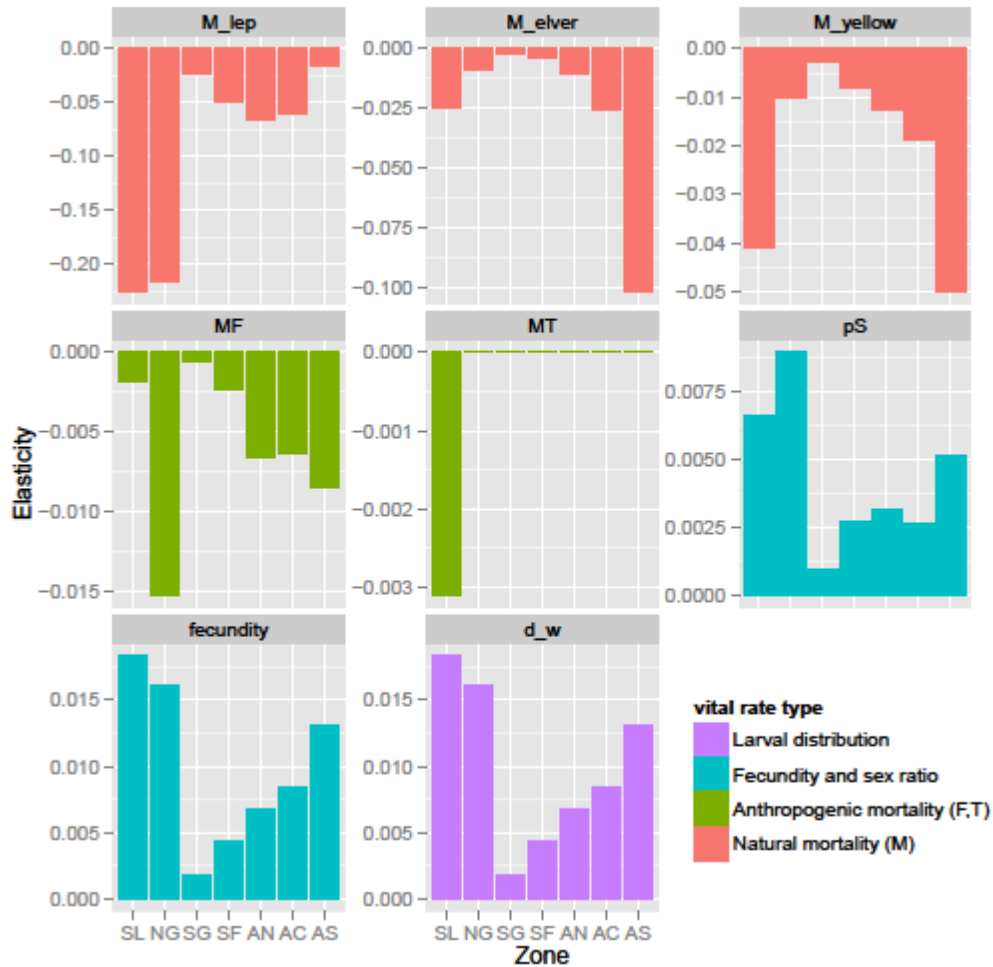 M_lep M_elver M_yellow
0.00 0.000 0.00
−0.05 −0.025 −0.01
−0.10 −0.050 −0.02
−0.15 −0.075 −0.03
−0.20 −0.100 −0.04
−0.05
MF MT pS
0.000 0.000 0.0075
−0.005 −0.001 0.0050
−0.010 −0.002 0.0025
−0.015 −0.003 0.0000
Elasticity
fecundity d_w
0.015 0.015
0.010 0.010
0.005 0.005
0.000 0.000
SL NG SG SF AN AC AS SL NG SG SF AN AC AS
Zone
vital rate type
Larval distribution
Fecundity and sex ratio
Anthropogenic mortality (F,T)
Natural mortality (M)